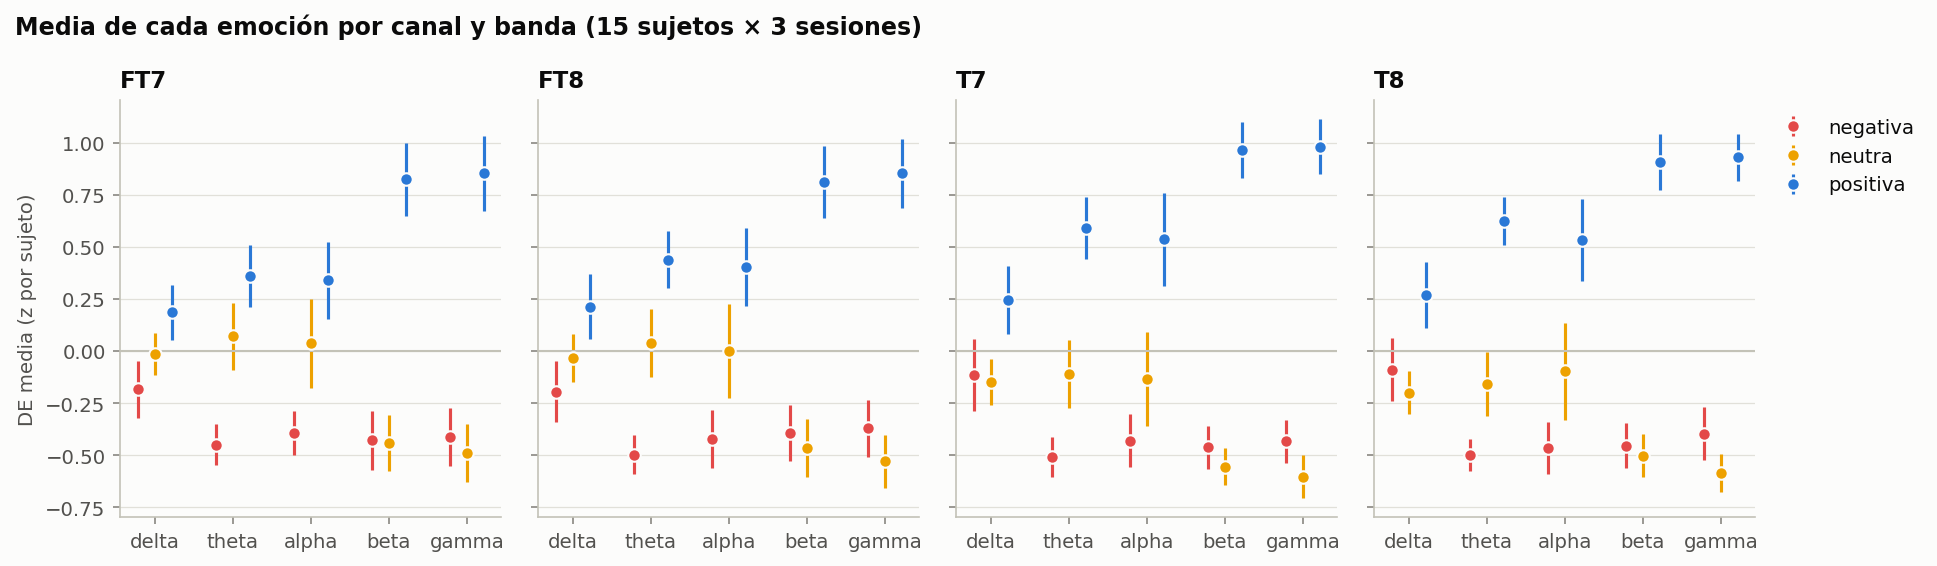 Media de cada emoción por canal y banda (15 sujetos × 3 sesiones)
FT7
FT8
T7
T8
DE media (z por sujeto)
1.00
0.75
0.50
0.25
0.00
−0.25
−0.50
−0.75
delta theta alpha beta gamma
delta theta alpha beta gamma
delta theta alpha beta gamma
delta theta alpha beta gamma
negativa
neutra
positiva